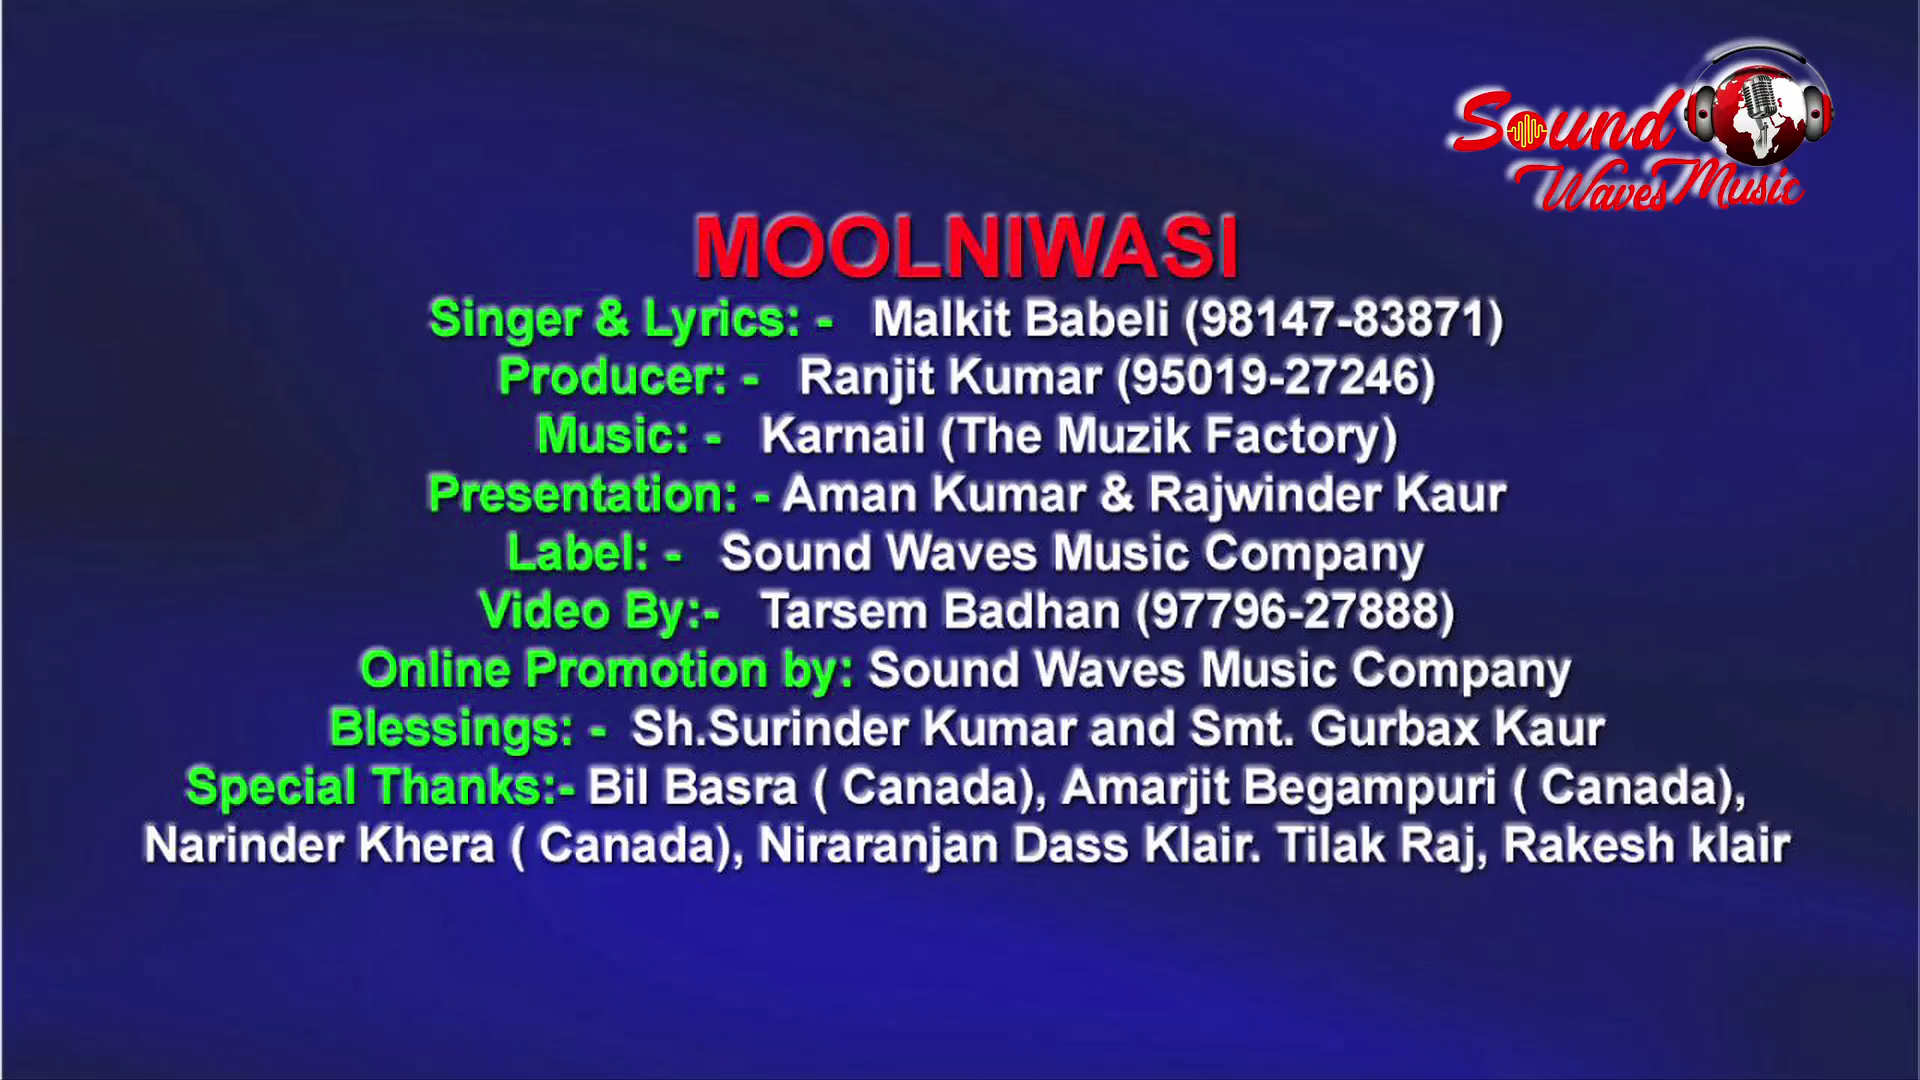 Sound
Waves Music
MOOLNIWASI
Singer & Lyrics: - Malkit Babeli (98147-83871)
Producer: - Ranjit Kumar (95019-27246)
Music: - Karnail (The Muzik Factory)
Presentation: - Aman Kumar & Rajwinder Kaur
Label: - Sound Waves Music Company
Video By:- Tarsem Badhan (97796-27888)
Online Promotion by: Sound Waves Music Company
Blessings: - Sh.Surinder Kumar and Smt. Gurbax Kaur
Special Thanks:- Bil Basra ( Canada), Amarjit Begampuri ( Canada),
Narinder Khera ( Canada), Niraranjan Dass Klair. Tilak Raj, Rakesh klair